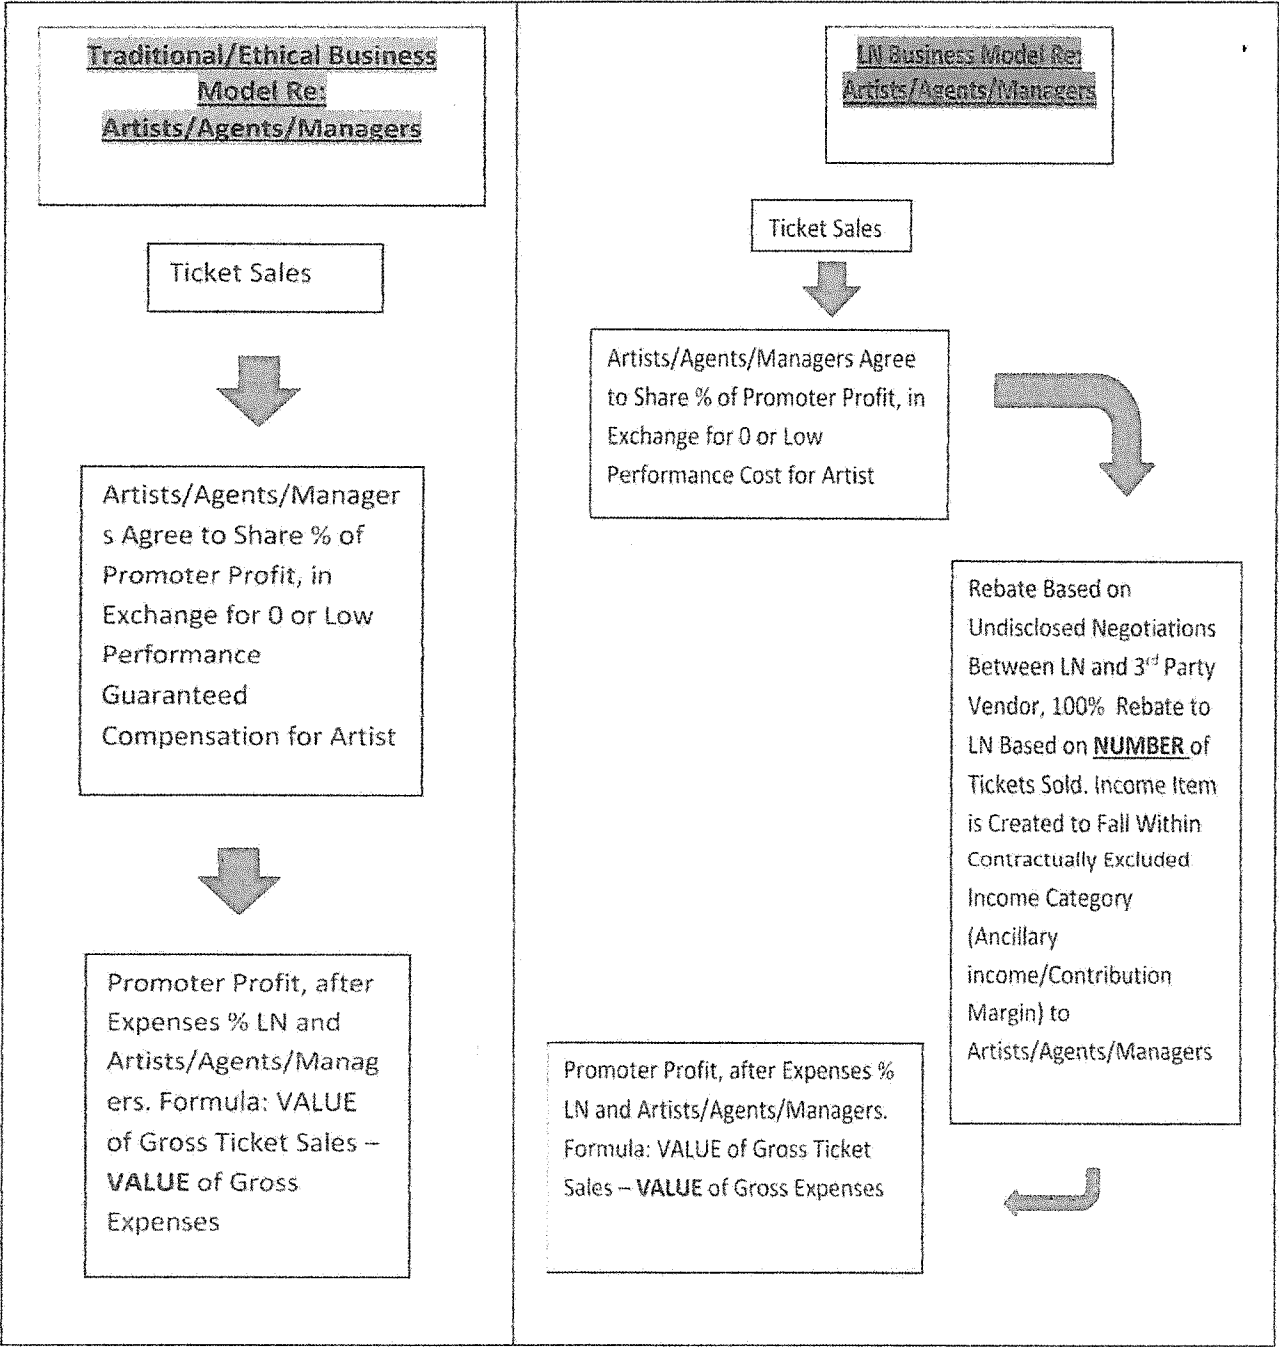 Traditional/Ethical Business
Model Re:
Artists/Agents/Managers
Ticket Sales
Artists/Agents/Manager
s Agree to Share % of
Promoter Profit, in
Exchange for 0 or Low
Performance
Guaranteed
Compensation for Artist
Promoter Profit, after
Expenses % LN and
Artists/Agents/Manag
ers. Formula: VALUE
of Gross Ticket Sales –
VALUE of Gross
Expenses
LN Business Model Re:
Artists/Agents/Managers
Ticket Sales
Artists/Agents/Managers Agree
to Share % of Promoter Profit, in
Exchange for 0 or Low
Performance Cost for Artist
Rebate Based on
Undisclosed Negotiations
Between LN and 3rd Party
Vendor, 100% Rebate to
LN Based on NUMBER of
Tickets Sold. Income Item
is Created to Fall Within
Contractually Excluded
Income Category
(Ancillary
income/Contribution
Margin) to
Artists/Agents/Managers
Promoter Profit, after Expenses %
LN and Artists/Agents/Managers.
Formula: VALUE of Gross Ticket
Sales – VALUE of Gross Expenses